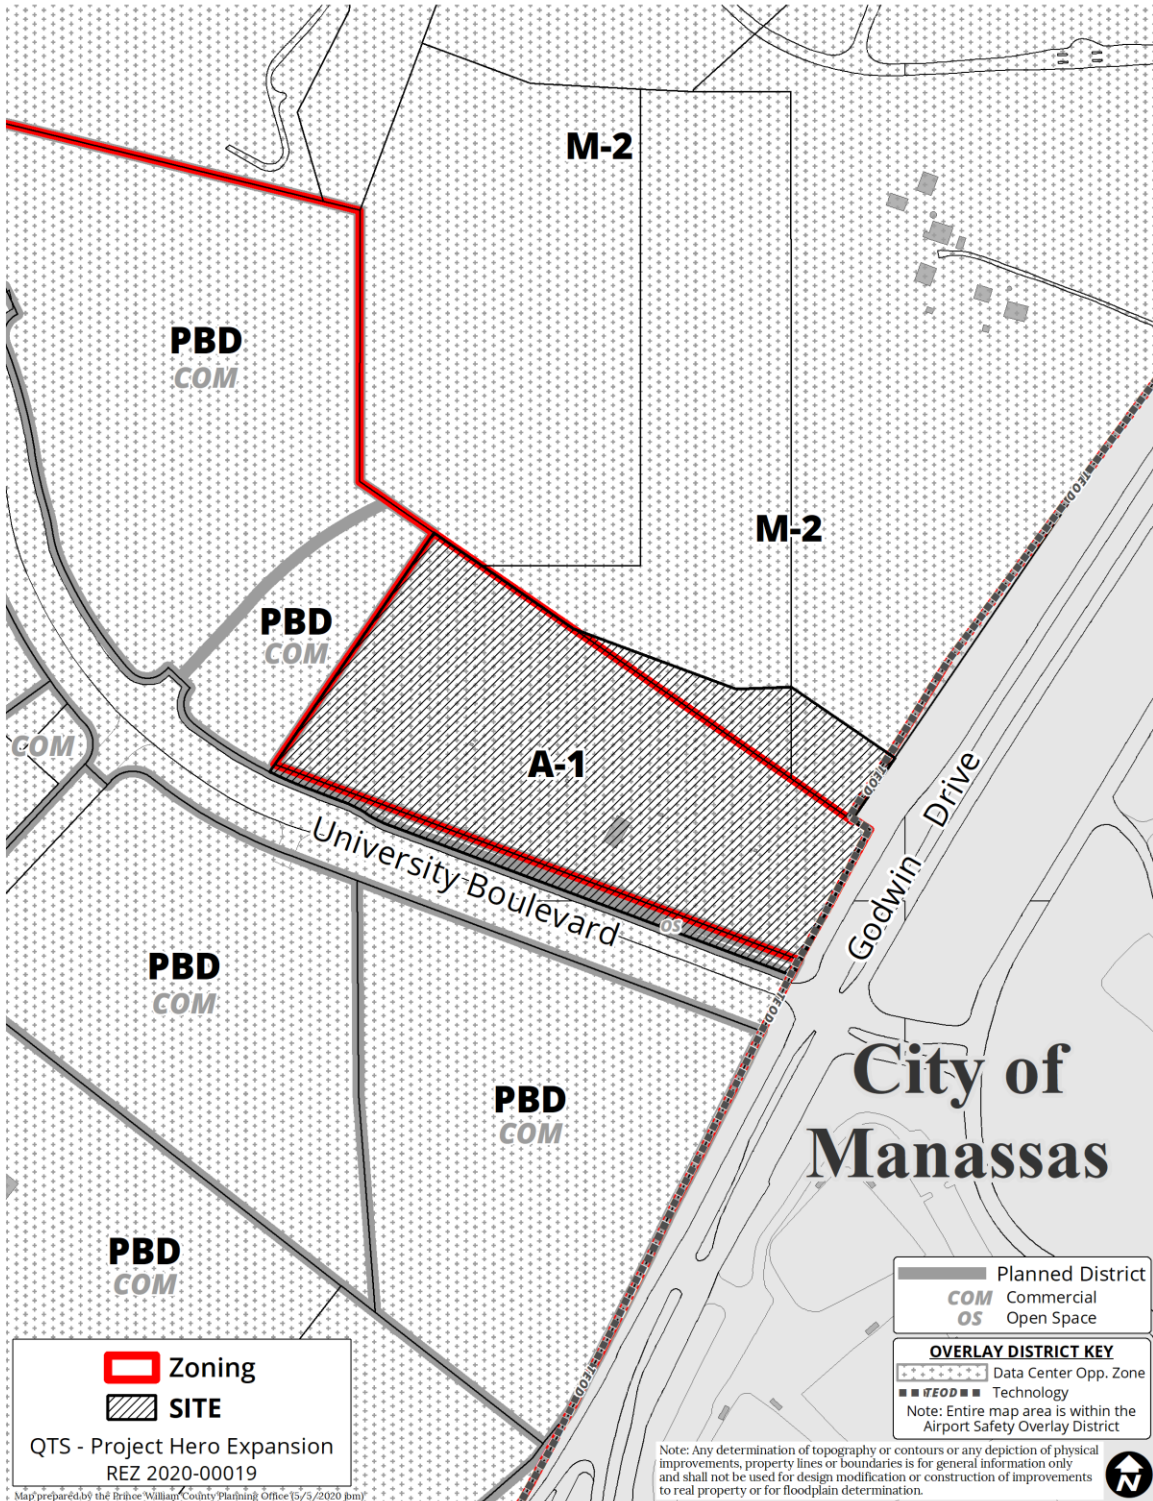 M-2
PBD
COM
M-2
TEOD
PBD
COM
COM
A-1
TEOD
Drive
Godwin
University Boulevard
OS
PBD
COM
TEOD
City of
Manassas
PBD
COM
PBD
COM
TEOD
Planned District
COM Commercial
OS Open Space
OVERLAY DISTRICT KEY
Data Center Opp. Zone
TEOD Technology
Note: Entire map area is within the
Airport Safety Overlay District
Zoning
SITE
QTS - Project Hero Expansion
REZ 2020-00019
Map prepared by the Prince William County Planning Office (5/5/2020 jbm)
Note: Any determination of topography or contours or any depiction of physical
improvements, property lines or boundaries is for general information only
and shall not be used for design modification or construction of improvements
to real property or for floodplain determination.
N